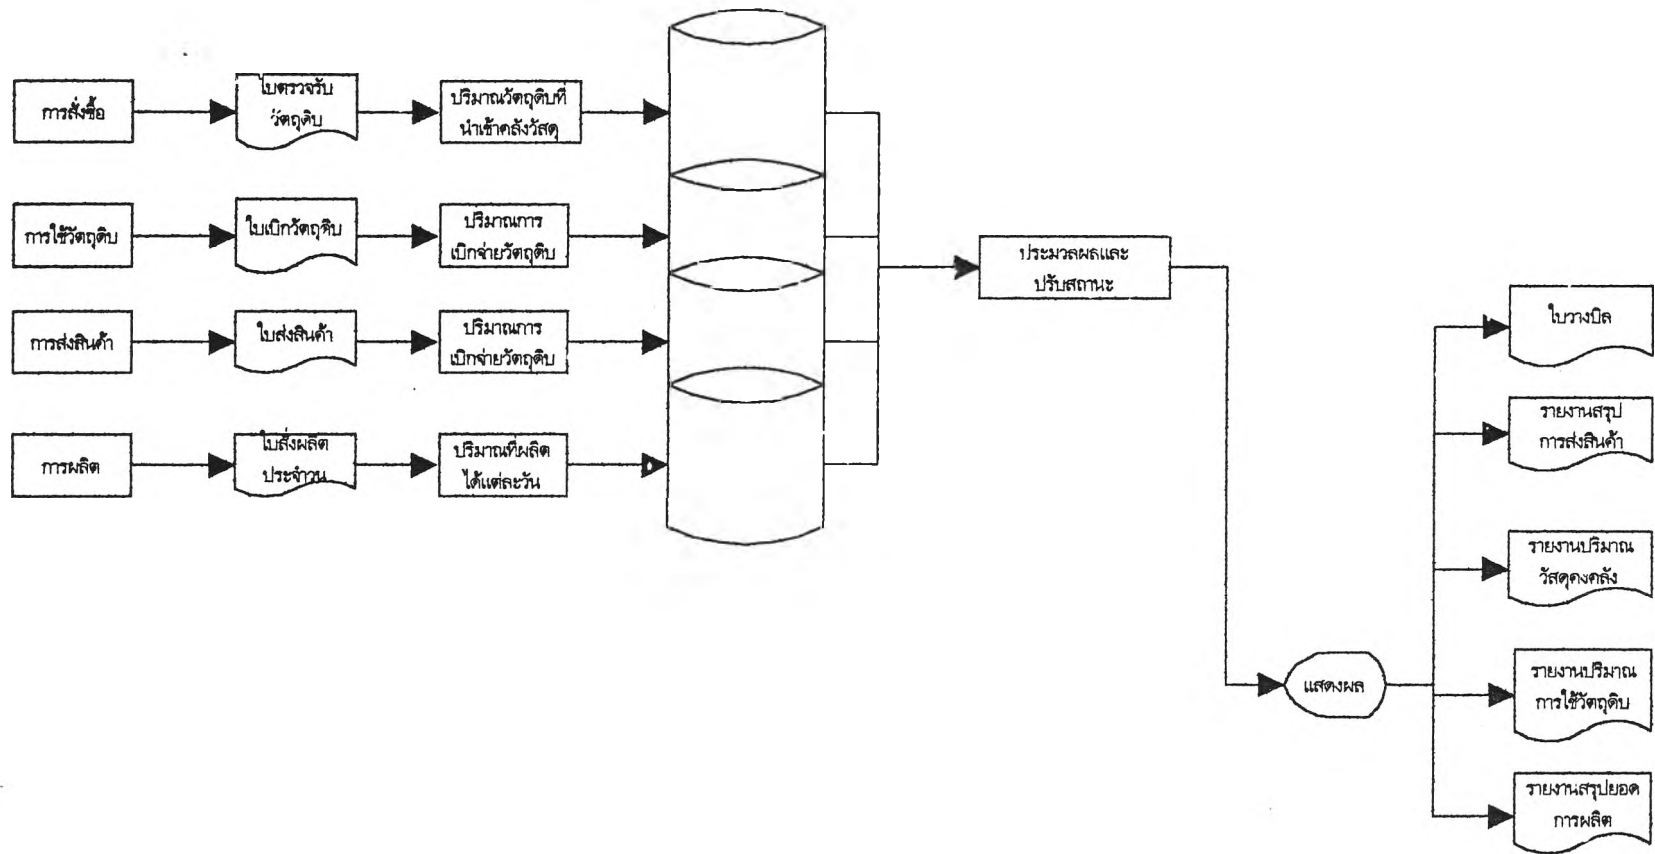 การสั่งซื้อ
ใบตรวจรับ
วัตถุดิบ
ปริมาณวัตถุดิบที่
นำเข้าคลังวัสดุ
การใช้วัตถุดิบ
ใบเบิกวัตถุดิบ
ปริมาณการ
เบิกจ่ายวัตถุดิบ
การส่งสินค้า
ใบส่งสินค้า
ปริมาณการ
เบิกจ่ายวัตถุดิบ
การผลิต
ใบสั่งผลิต
ประจำวน
ปริมาณที่ผลิต
ได้แต่ละวัน
ประมวลผลและ
ปรับสถานะ
แสดงผล
ใบวางบิล
รายงานสรุป
การส่งสินค้า
รายงานปริมาณ
วัสดุคงคลัง
รายงานปริมาณ
การใช้วัตถุดิบ
รายงานสรุปยอด
การผลิต